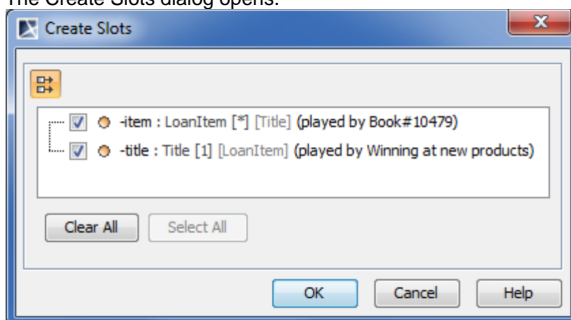 The Create Slots dialog opens.
Create Slots
-item : LoanItem [*] [Title] (played by Book#10479)
-title : Title [1] [LoanItem] (played by Winning at new products)
Clear All
Select All
OK
Cancel
Help